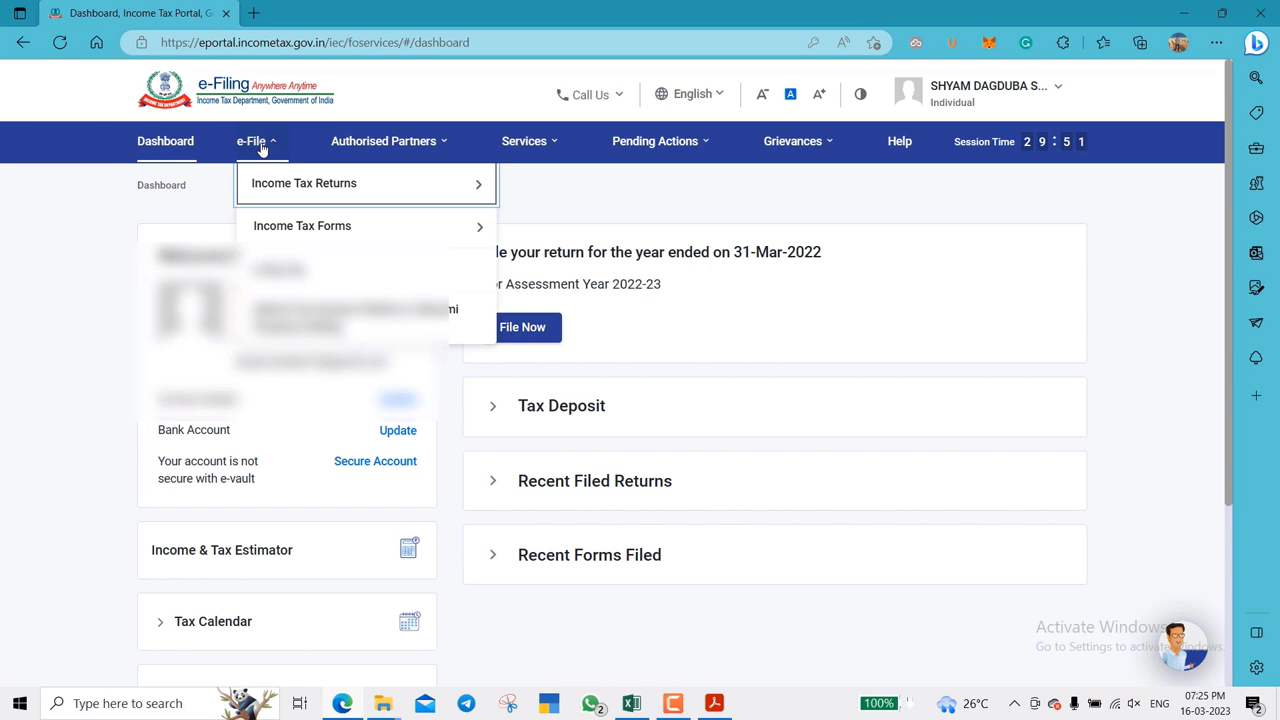 Dashboard, Income Tax Portal, G
https://eportal.incometax.gov.in/iec/foservices/#/dashboard
e-Filing Anywhere Anytime
Income Tax Department, Government of India
Call Us
English
A-
A
A+
SHYAM DAGDUBA S...
Individual
Dashboard
e-File
Authorised Partners
Services
Pending Actions
Grievances
Help
Session Time 2 9 : 5 1
Income Tax Returns
Income Tax Forms
mi
Dashboard
le your return for the year ended on 31-Mar-2022
r Assessment Year 2022-23
File Now
Bank Account
Update
Your account is not
secure with e-vault
Secure Account
Income & Tax Estimator
Tax Calendar
Tax Deposit
Recent Filed Returns
Recent Forms Filed
Activate Windows
Go to Settings to activate Windows.
Type here to search
2
100%
26°C
ENG
07:25 PM
16-03-2023
2